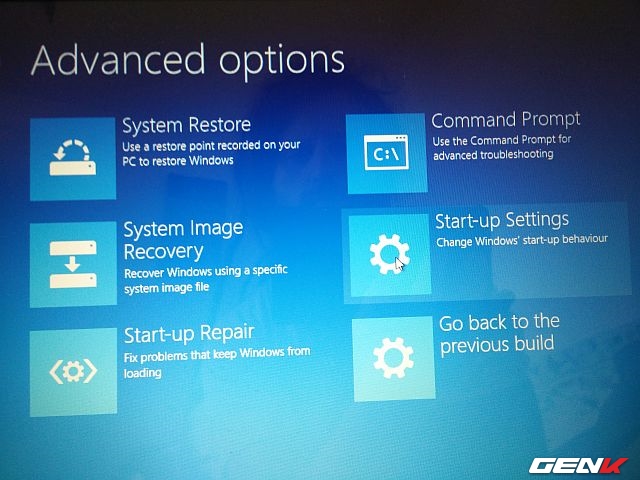 Advanced options
System Restore
Use a restore point recorded on your
PC to restore Windows
System Image
Recovery
Recover Windows using a specific
system image file
Start-up Repair
Fix problems that keep Windows from
loading
Command Prompt
Use the Command Prompt for
advanced troubleshooting
C:\
Start-up Settings
Change Windows' start-up behaviour
Go back to the
previous build
GENK